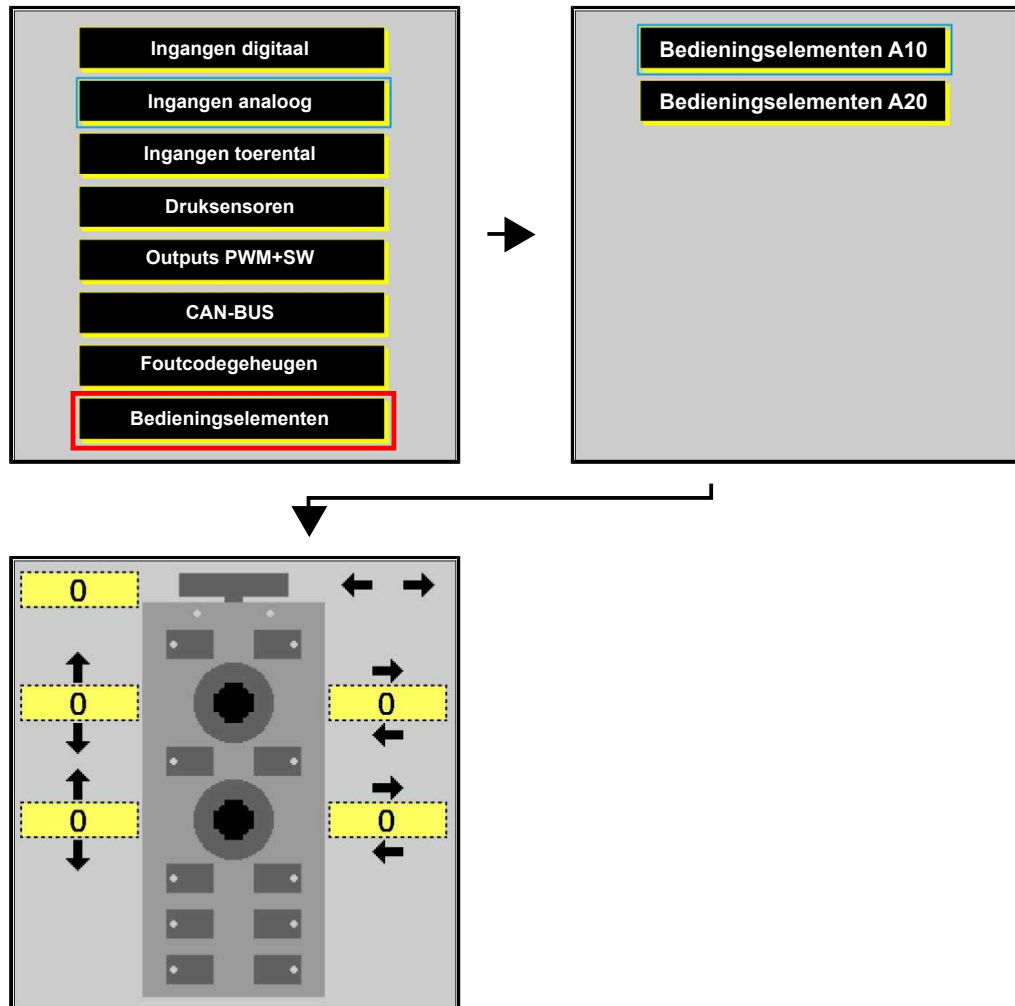 Ingangen digitaal
Ingangen analoog
Ingangen toerental
Druksensoren
Outputs PWM+SW
CAN-BUS
Foutcodegeheugen
Bedieningselementen
Bedieningselementen A10
Bedieningselementen A20
0
0
0
0
0